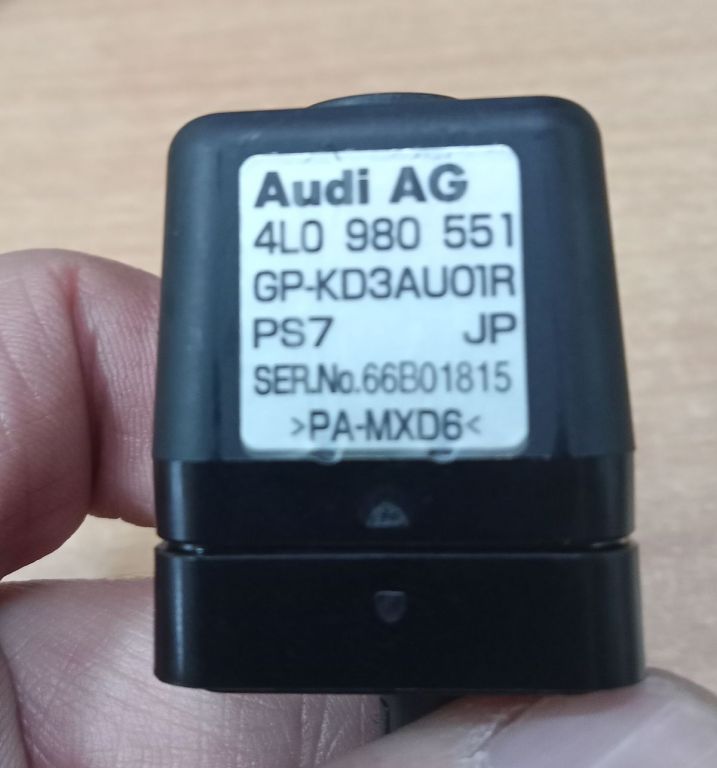 Audi AG
4L0 980 551
GP-KD3AU01R
PS7 JP
SER.No.66B01815
>PA-MXD6<